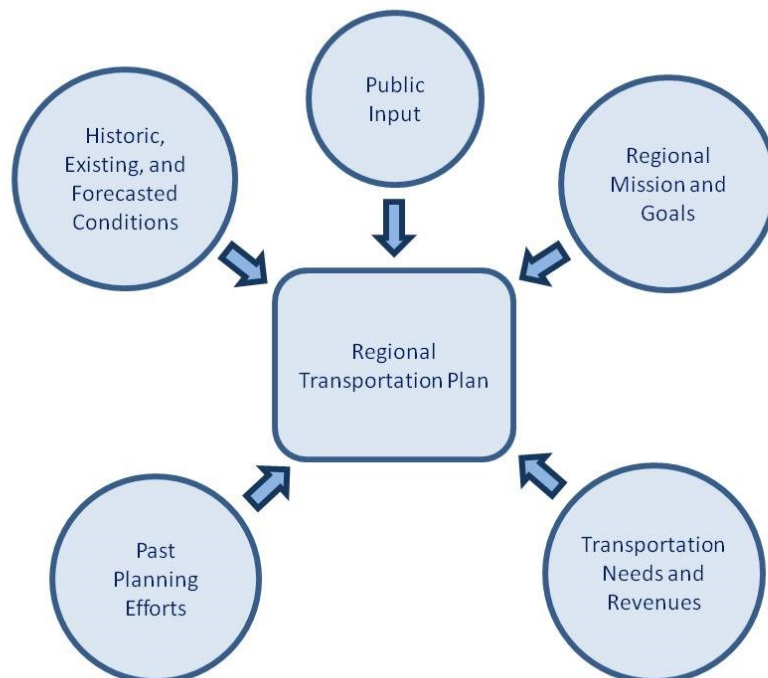 Public
Input
Historic,
Existing, and
Forecasted
Conditions
Regional
Mission and
Goals
Regional
Transportation Plan
Past
Planning
Efforts
Transportation
Needs and
Revenues